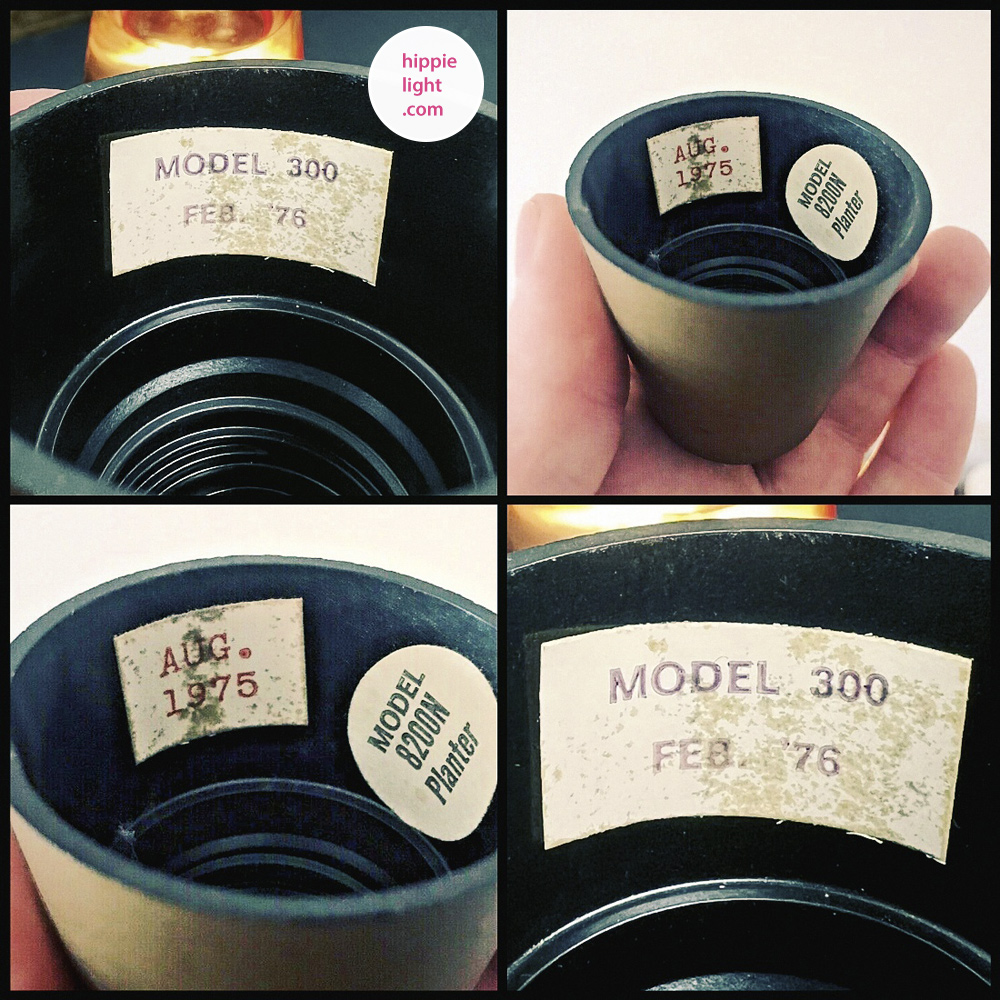 hippie
light
.com
MODEL 300
FEB. '76
AUG.
1975
MODEL
8200N
Planter
AUG.
1975
MODEL
8200N
Planter
MODEL 300
FEB. '76